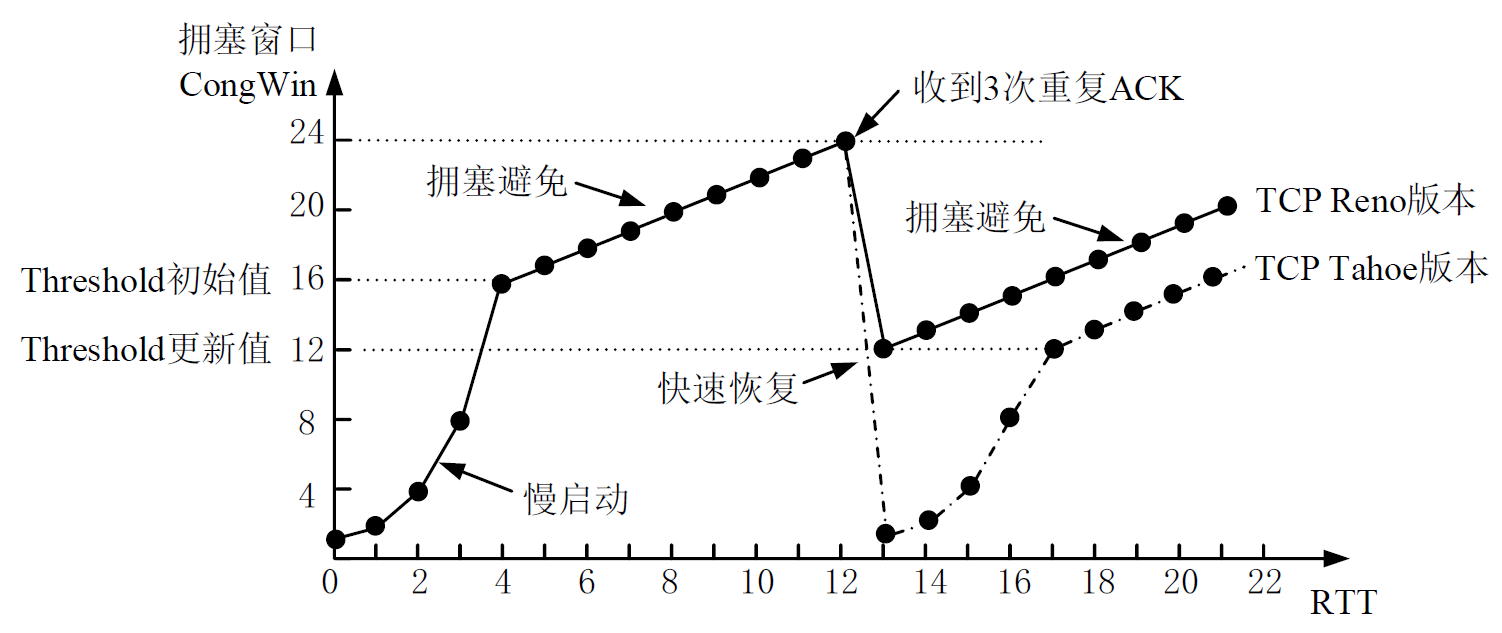 拥塞窗口
CongWin
收到3次重复ACK
24
拥塞避免
20
拥塞避免
TCP Reno版本
Threshold初始值 16
TCP Tahoe版本
Threshold更新值 12
快速恢复
8
4
慢启动
0 2 4 6 8 10 12 14 16 18 20 22
RTT